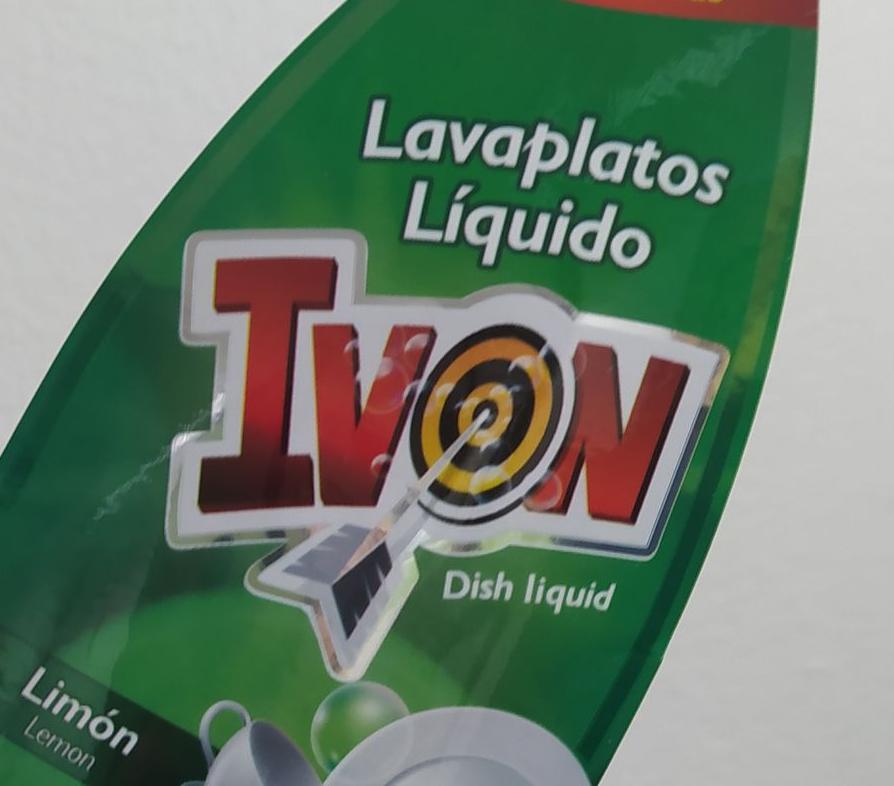 Lavaplatos
Líquido
IVON
Dish liquid
Limón
Lemon